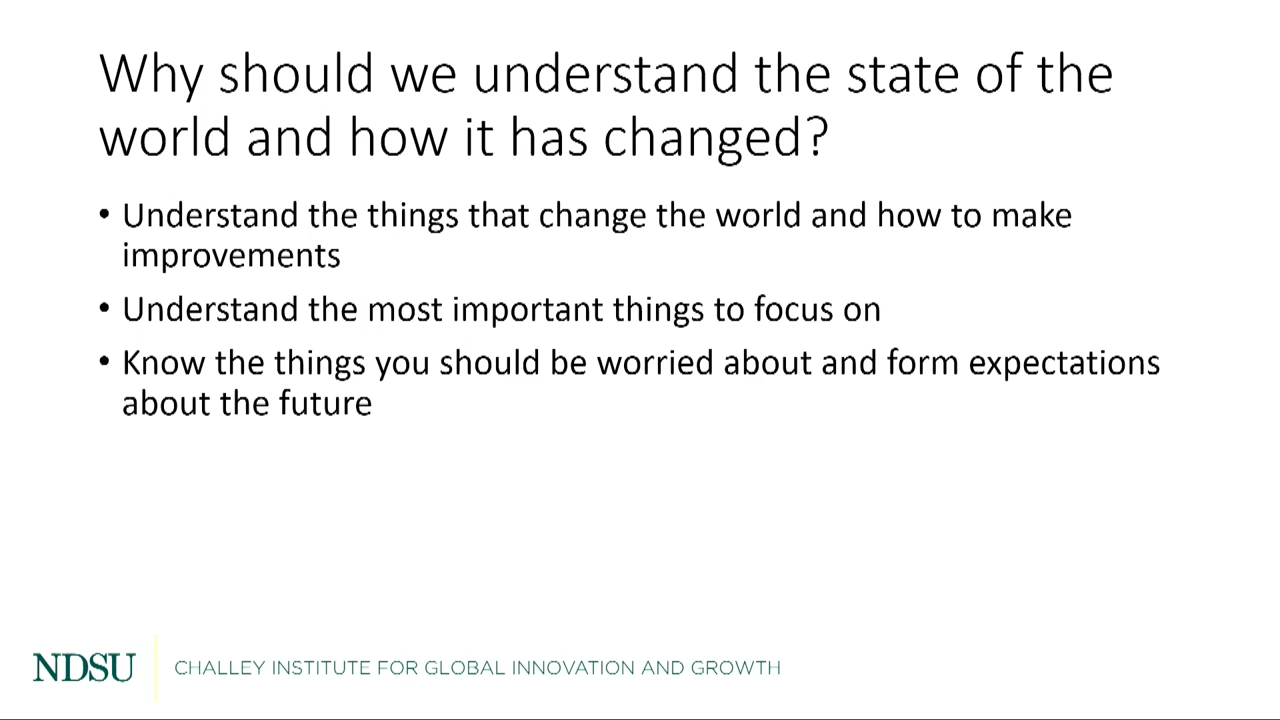 Why should we understand the state of the
world and how it has changed?
• Understand the things that change the world and how to make
improvements
• Understand the most important things to focus on
• Know the things you should be worried about and form expectations
about the future
NDSU
CHALLEY INSTITUTE FOR GLOBAL INNOVATION AND GROWTH